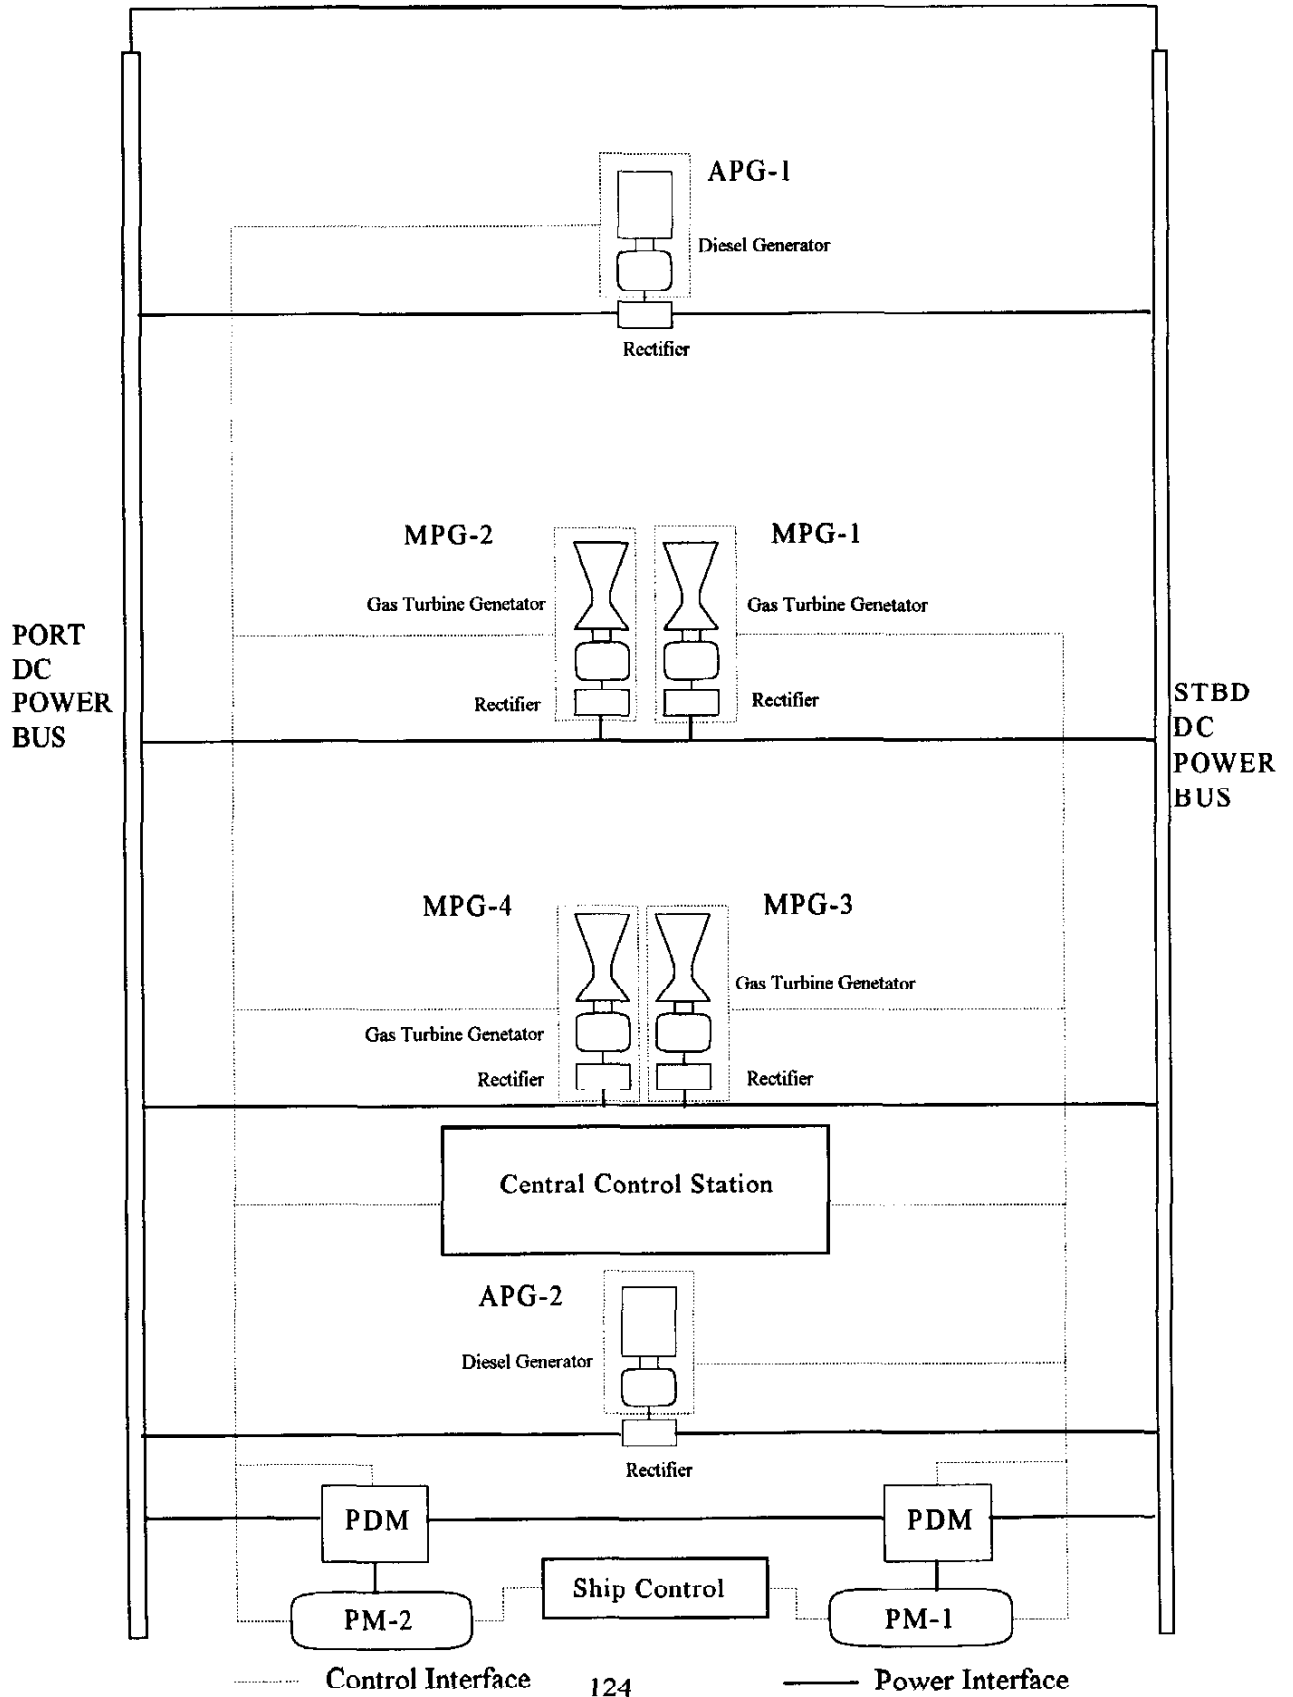 APG-1
Diesel Generator
Rectifier
MPG-2
MPG-1
Gas Turbine Genetator
Gas Turbine Genetator
PORT
DC
POWER
BUS
Rectifier
Rectifier
STBD
DC
POWER
BUS
MPG-4
MPG-3
Gas Turbine Genetator
Gas Turbine Genetator
Rectifier
Rectifier
Central Control Station
APG-2
Diesel Generator
Rectifier
PDM
PDM
Ship Control
PM-2
PM-1
Control Interface
124
Power Interface